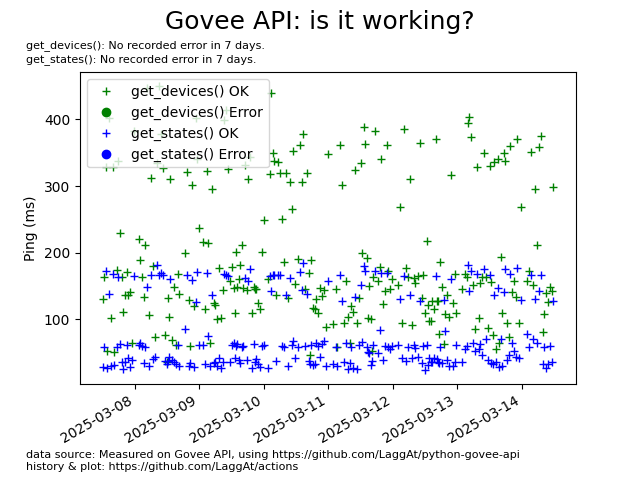 Govee API: is it working?
get_devices(): No recorded error in 7 days.
get_states(): No recorded error in 7 days.
get_devices() OK
get_devices() Error
get_states() OK
get_states() Error
400
300
200
100
Ping (ms)
2025-03-08
2025-03-09
2025-03-10
2025-03-11
2025-03-12
2025-03-13
2025-03-14
data source: Measured on Govee API, using https://github.com/LaggAt/python-govee-api
history & plot: https://github.com/LaggAt/actions